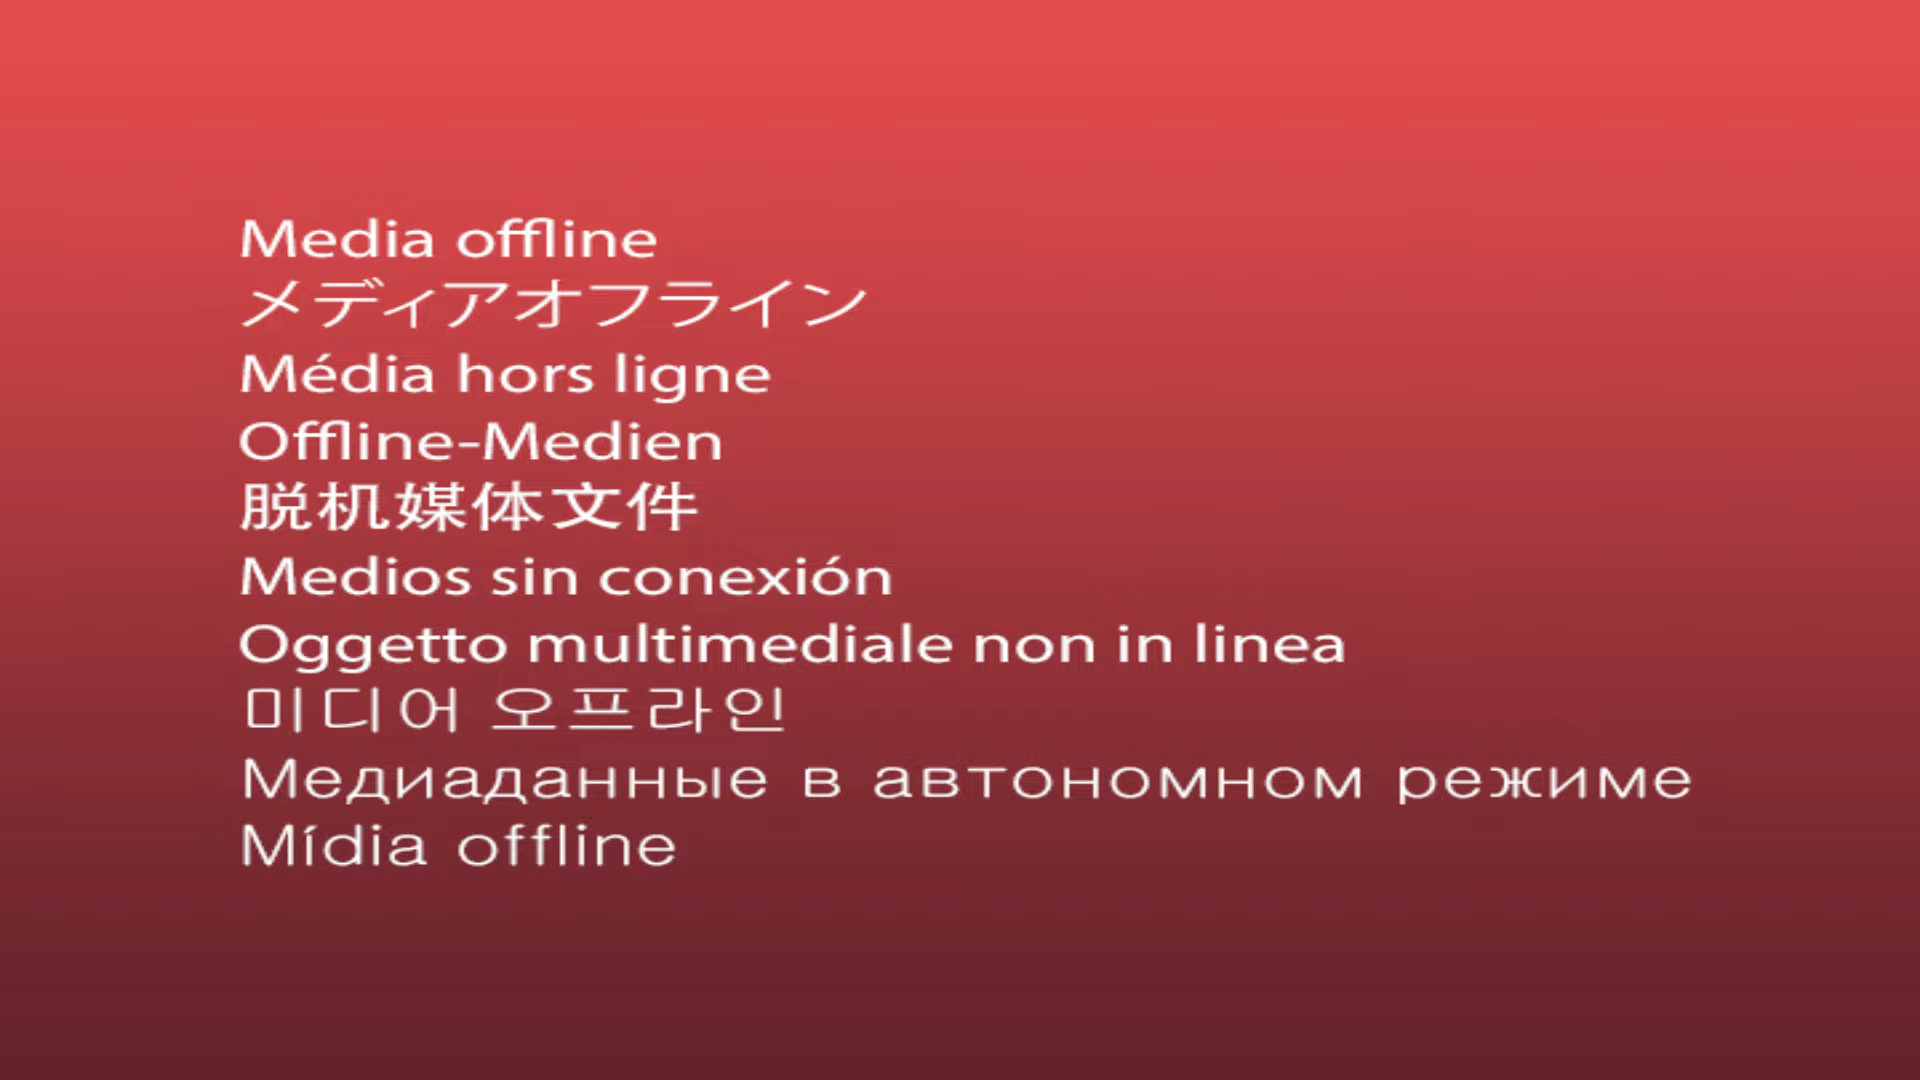 Media offline
メディアオフライン
Média hors ligne
Offline-Medien
脱机媒体文件
Medios sin conexión
Oggetto multimediale non in linea
미디어 오프라인
Медиаданные в автономном режиме
Mídia offline